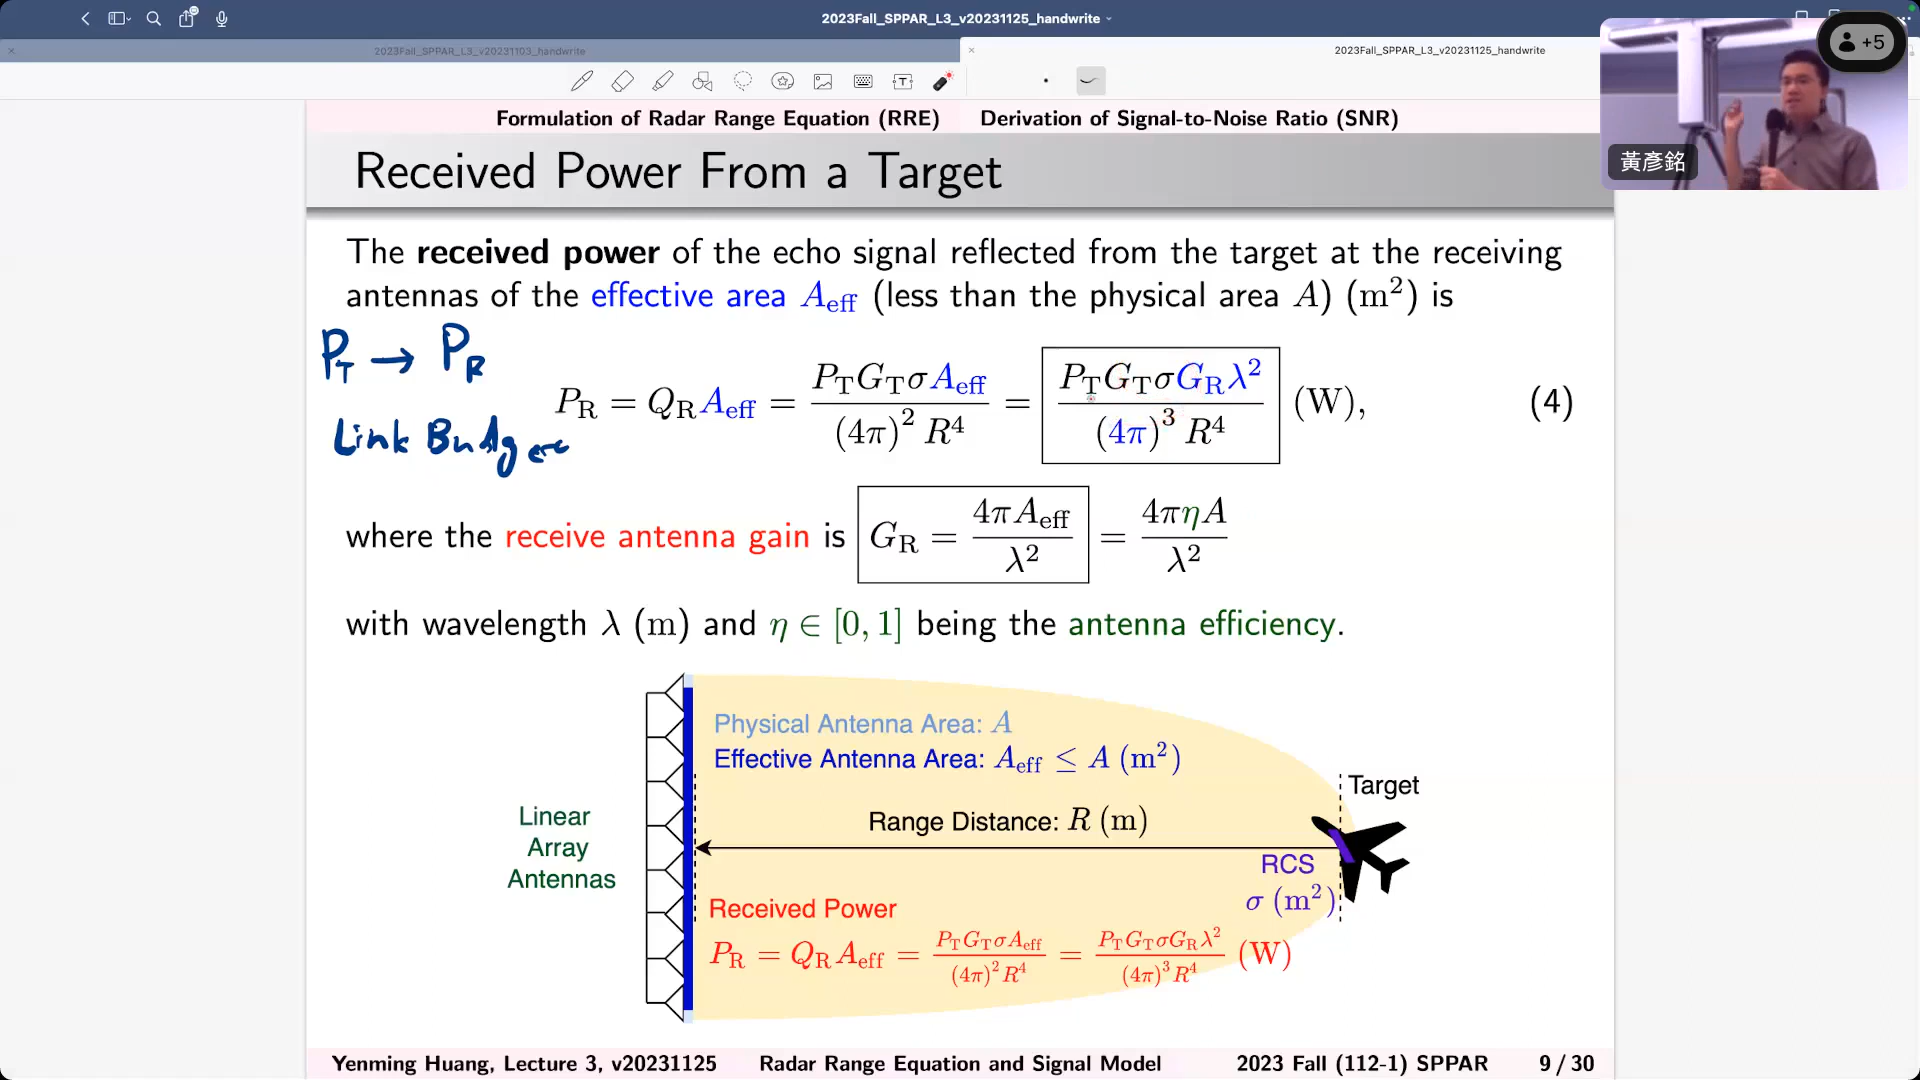 2023Fall_SPPAR_L3_v20231125_handwrite
2023Fall_SPPAR_L3_v20231103_handwrite
2023Fall_SPPAR_L3_v20231125_handwrite
+5
黃彥銘
Formulation of Radar Range Equation (RRE) Derivation of Signal-to-Noise Ratio (SNR)
Received Power From a Target
The received power of the echo signal reflected from the target at the receiving
antennas of the effective area A_eff (less than the physical area A) (m²) is
P_T → P_R
P_R = Q_R A_eff = P_T G_T σ A_eff / (4π)² R⁴ = P_T G_T σ G_R λ² / (4π)³ R⁴ (W), (4)
Link Budget
where the receive antenna gain is G_R = 4πA_eff / λ² = 4πηA / λ²
with wavelength λ (m) and η ∈ [0, 1] being the antenna efficiency.
Physical Antenna Area: A
Effective Antenna Area: A_eff ≤ A (m²)
Target
Range Distance: R (m)
Linear
Array
Antennas
RCS
σ (m²)
Received Power
P_R = Q_R A_eff = P_T G_T σ A_eff / (4π)² R⁴ = P_T G_T σ G_R λ² / (4π)³ R⁴ (W)
Yenming Huang, Lecture 3, v20231125 Radar Range Equation and Signal Model 2023 Fall (112-1) SPPAR 9 / 30